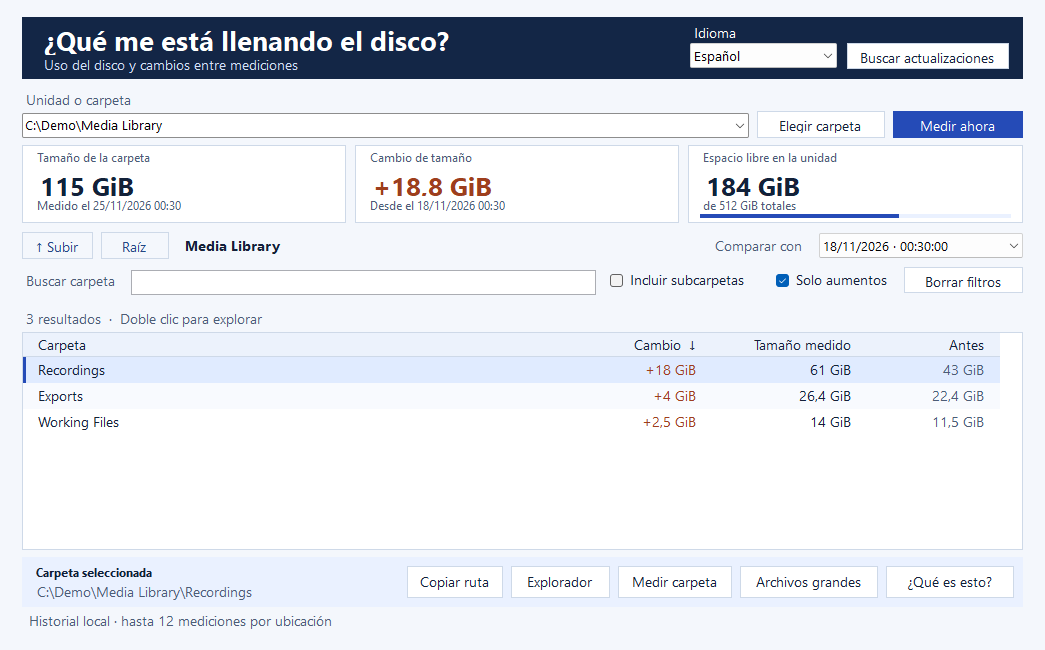 ¿Qué me está llenando el disco?
Uso del disco y cambios entre mediciones
Idioma
Español
Buscar actualizaciones
Unidad o carpeta
C:\Demo\Media Library
Elegir carpeta
Medir ahora
Tamaño de la carpeta
115 GiB
Medido el 25/11/2026 00:30
Cambio de tamaño
+18,8 GiB
Desde el 18/11/2026 00:30
Espacio libre en la unidad
184 GiB
de 512 GiB totales
↑ Subir
Raíz
Media Library
Comparar con
18/11/2026 · 00:30:00
Buscar carpeta
Incluir subcarpetas
Solo aumentos
Borrar filtros
3 resultados · Doble clic para explorar
Carpeta Cambio ↓ Tamaño medido Antes
Recordings +18 GiB 61 GiB 43 GiB
Exports +4 GiB 26,4 GiB 22,4 GiB
Working Files +2,5 GiB 14 GiB 11,5 GiB
Carpeta seleccionada
C:\Demo\Media Library\Recordings
Copiar ruta
Explorador
Medir carpeta
Archivos grandes
¿Qué es esto?
Historial local · hasta 12 mediciones por ubicación